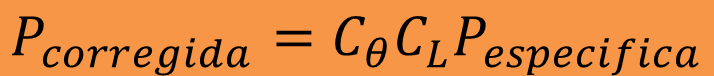 P_corregida = C_θ C_L P_especifica